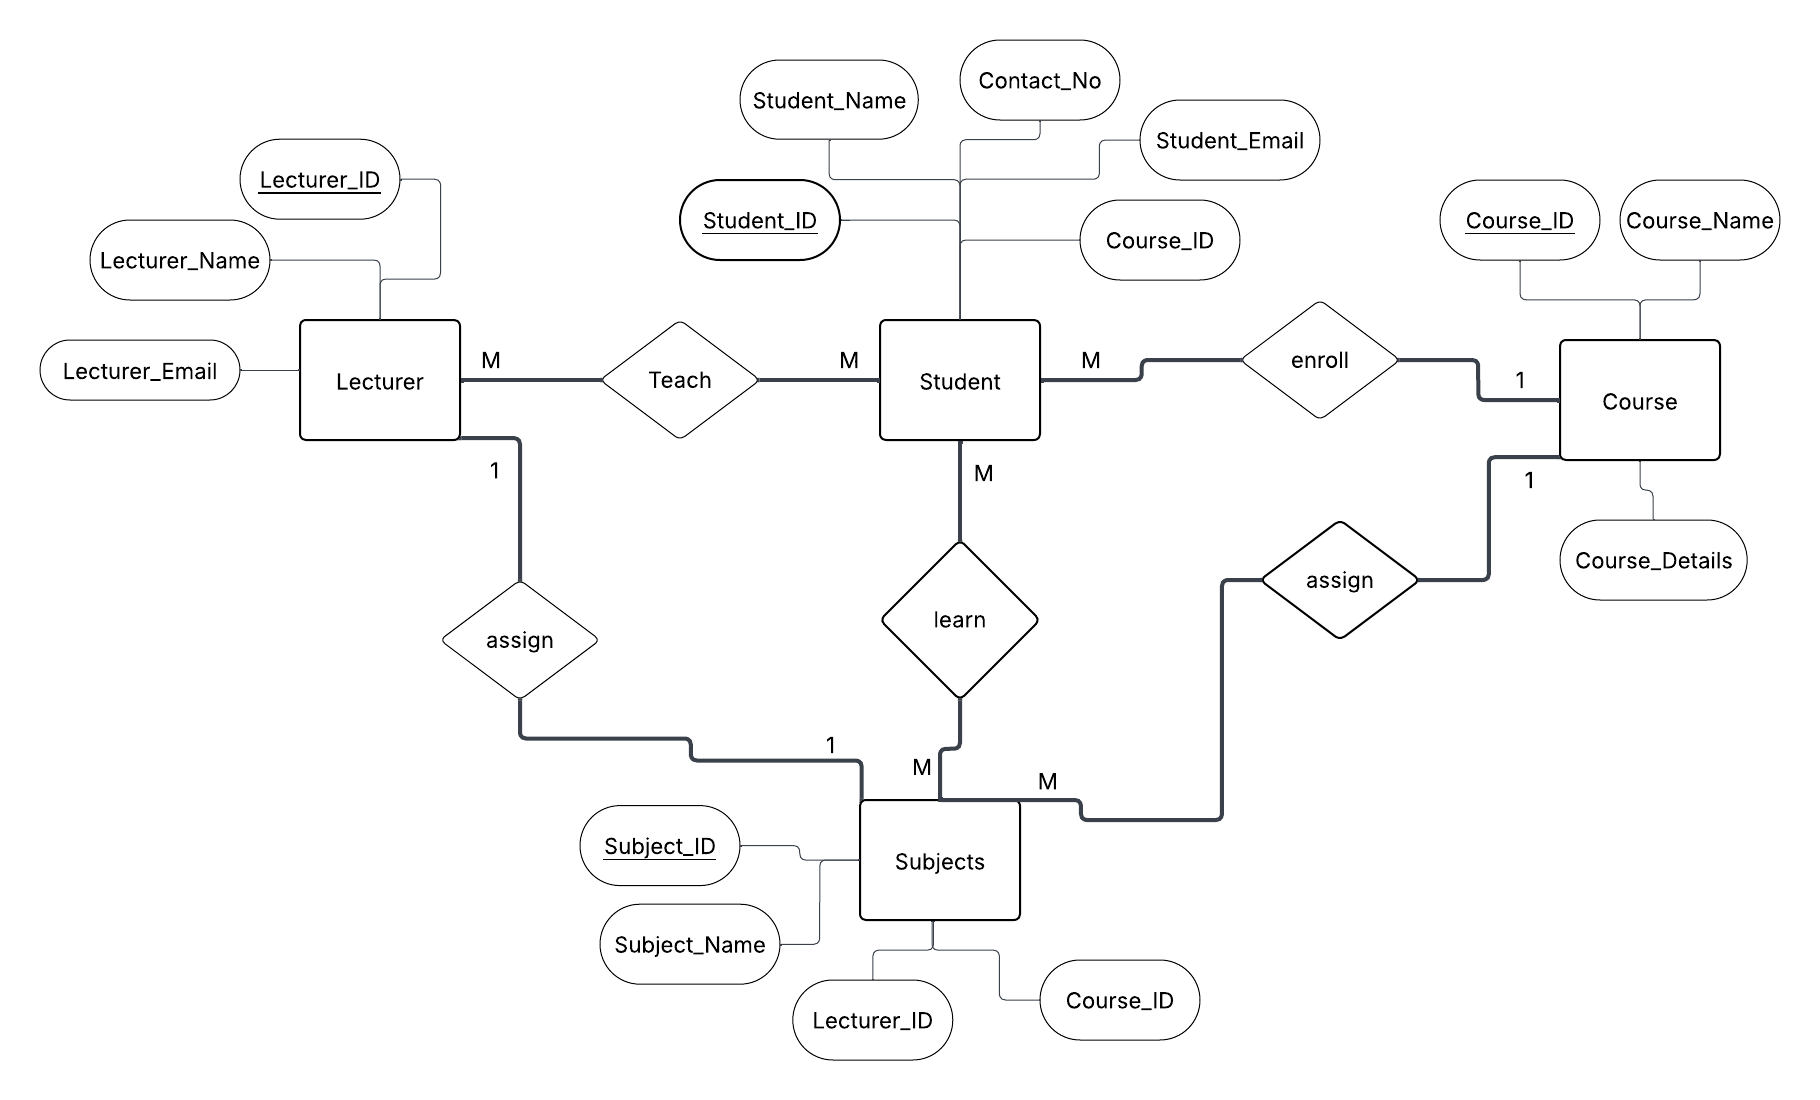 Contact_No
Student_Name
Student_Email
Lecturer_ID
Student_ID
Course_ID
Course_ID
Course_Name
Lecturer_Name
Lecturer_Email
Lecturer
M
Teach
M
Student
M
enroll
1
Course
1
M
1
Course_Details
assign
learn
assign
1
M
M
Subject_ID
Subjects
Subject_Name
Lecturer_ID
Course_ID